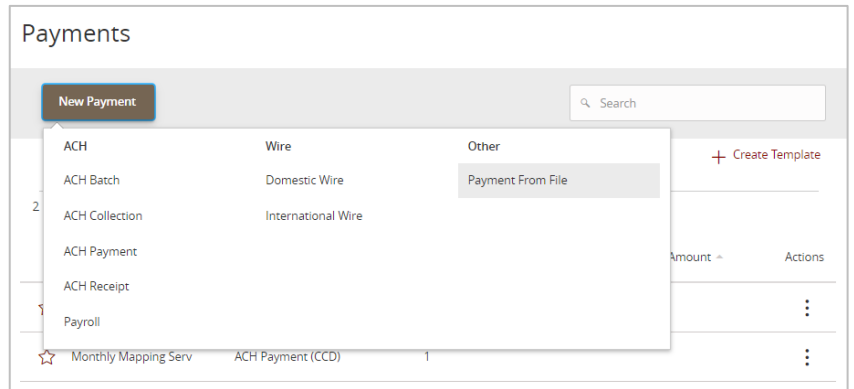 Payments
New Payment
Search
ACH Wire Other
Create Template
ACH Batch Domestic Wire Payment From File
2
ACH Collection International Wire
ACH Payment
Amount Actions
ACH Receipt
Payroll
Monthly Mapping Serv ACH Payment (CCD) 1